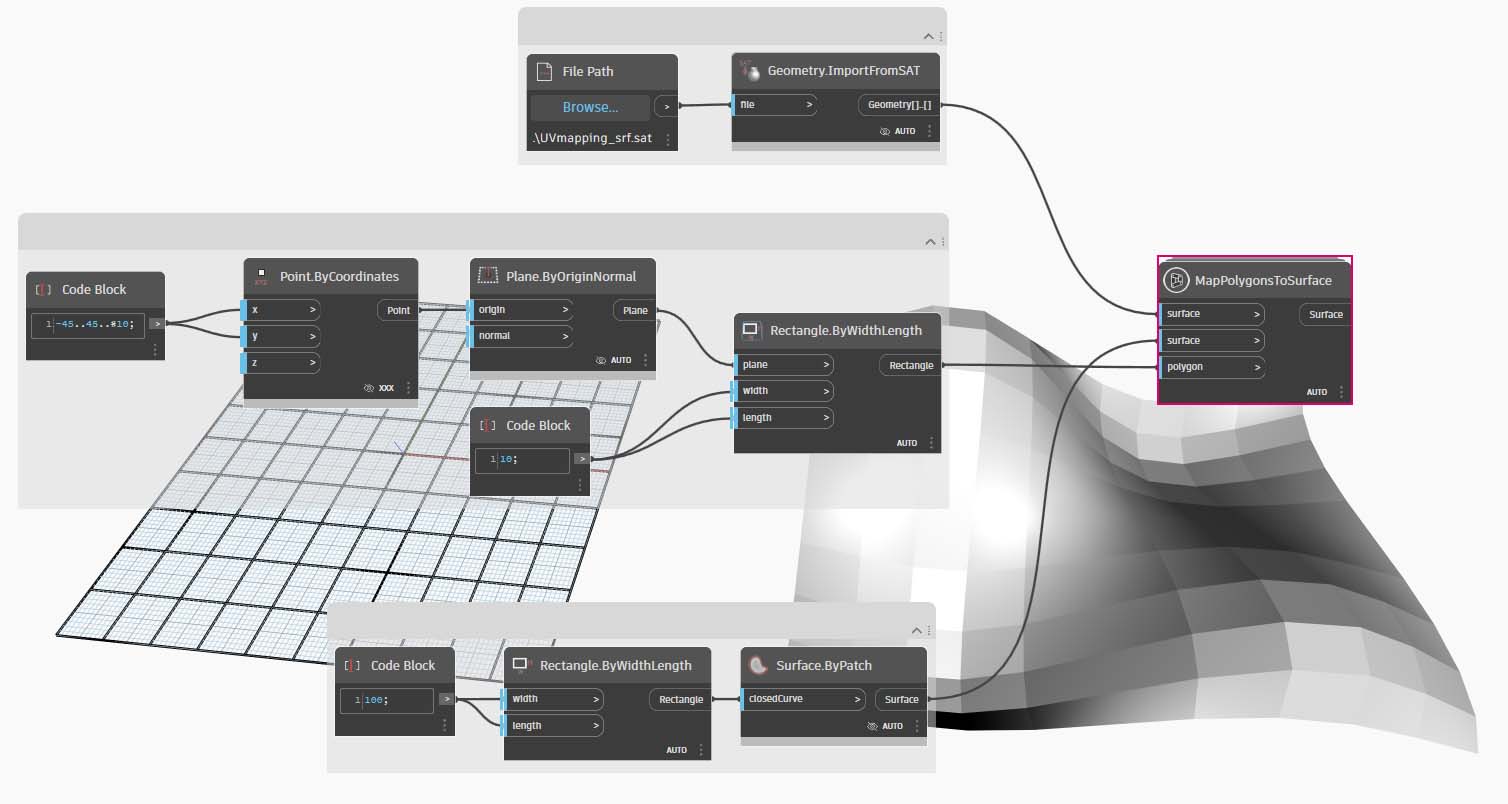 File Path
Browse...
>
.\UVmapping_srf.sat
Geometry.ImportFromSAT
file >
Geometry[]..[]
AUTO
Code Block
1 -45..45..#10;
>
Point.ByCoordinates
x >
Point
y >
z >
XXX
Plane.ByOriginNormal
origin >
Plane
normal >
AUTO
Code Block
1 10;
>
Rectangle.ByWidthLength
plane >
Rectangle
width >
length >
AUTO
MapPolygonsToSurface
surface >
Surface
surface >
polygon >
AUTO
Code Block
1 100;
>
Rectangle.ByWidthLength
width >
Rectangle
length >
AUTO
Surface.ByPatch
closedCurve >
Surface
AUTO